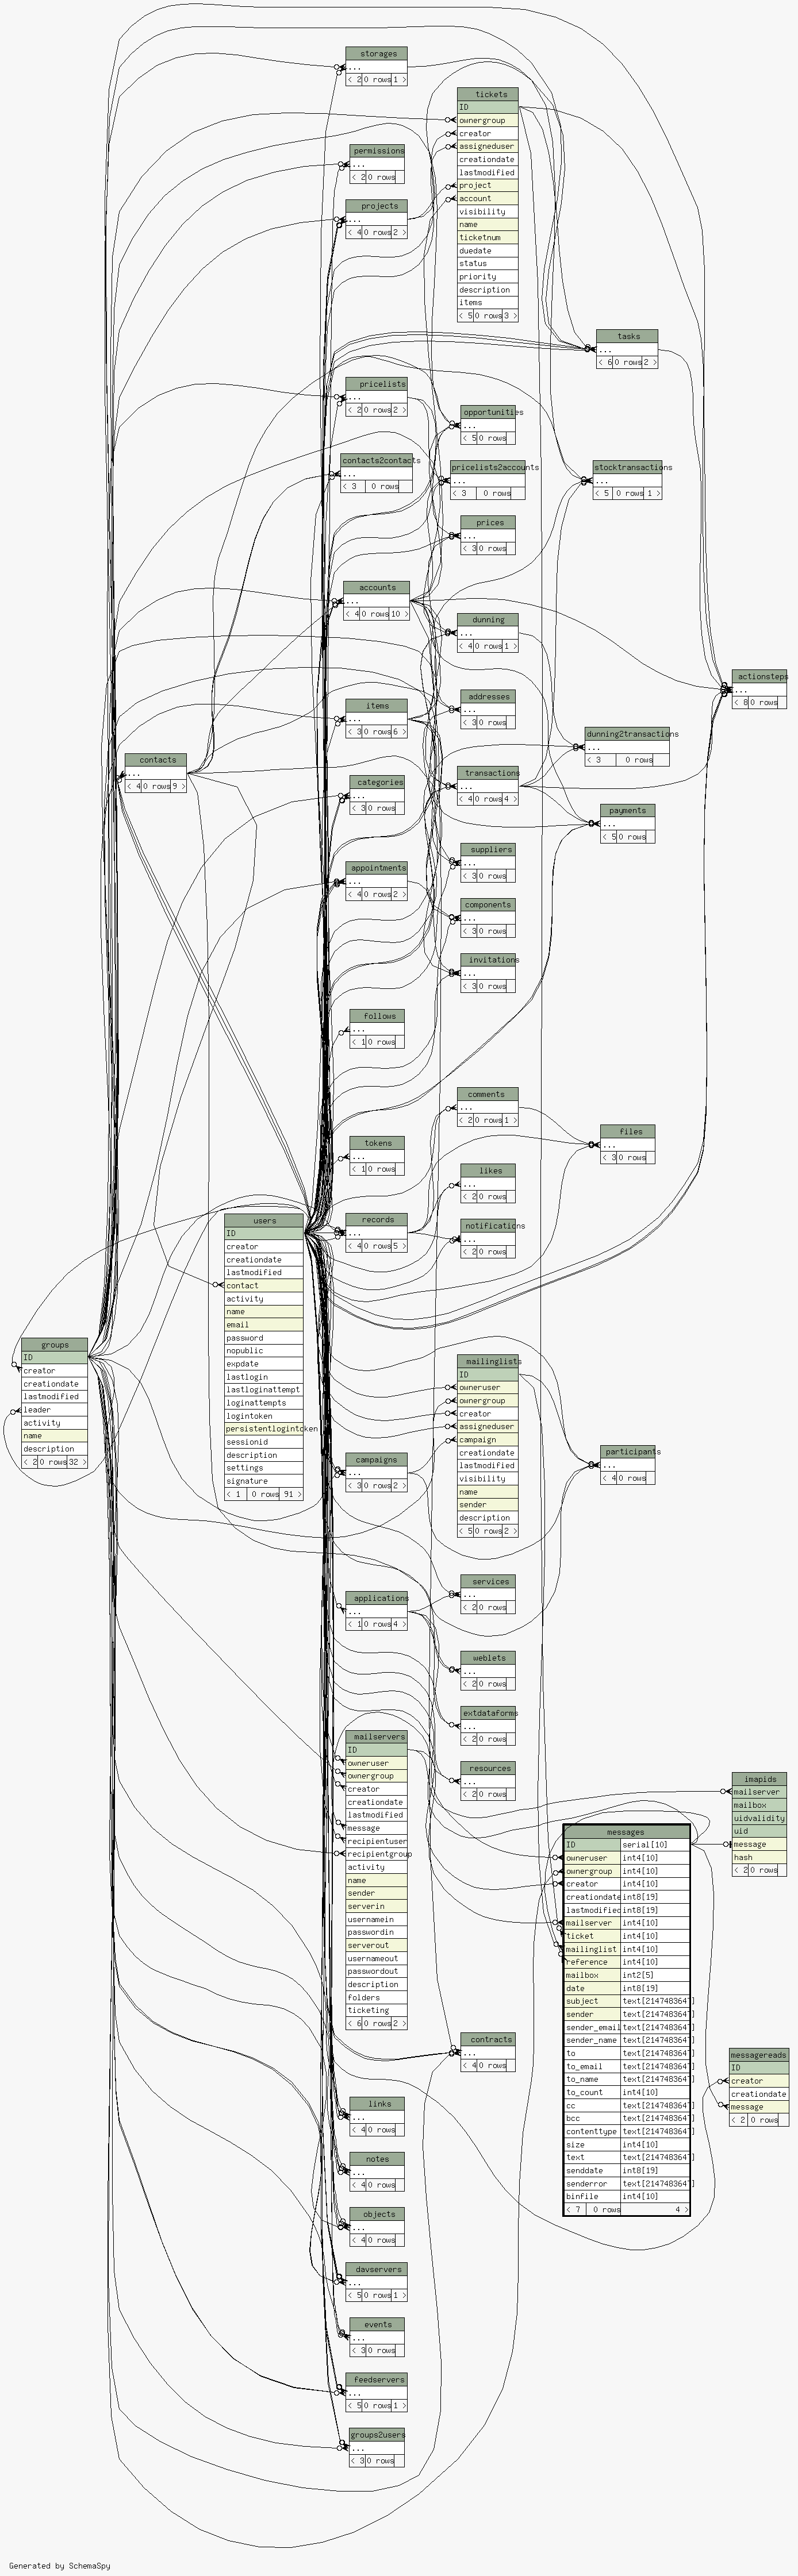 storages
...
< 2 0 rows 1 >
tickets
ID
ownergroup
creator
assigneduser
creationdate
lastmodified
project
account
visibility
name
ticketnum
duedate
status
priority
description
items
< 5 0 rows 3 >
permissions
...
< 2 0 rows
projects
...
< 4 0 rows 2 >
tasks
...
< 6 0 rows 2 >
pricelists
...
< 2 0 rows 2 >
opportunities
...
< 5 0 rows
contacts2contacts
...
< 3 0 rows
pricelists2accounts
...
< 3 0 rows
stocktransactions
...
< 5 0 rows 1 >
prices
...
< 3 0 rows
accounts
...
< 4 0 rows 10 >
dunning
...
< 4 0 rows 1 >
actionsteps
...
< 8 0 rows
addresses
...
< 3 0 rows
items
...
< 3 0 rows 6 >
dunning2transactions
...
< 3 0 rows
contacts
...
< 4 0 rows 9 >
transactions
...
< 4 0 rows 4 >
categories
...
< 3 0 rows
payments
...
< 5 0 rows
suppliers
...
< 3 0 rows
appointments
...
< 4 0 rows 2 >
components
...
< 3 0 rows
invitations
...
< 3 0 rows
follows
...
< 1 0 rows
comments
...
< 2 0 rows 1 >
files
...
< 3 0 rows
tokens
...
< 1 0 rows
likes
...
< 2 0 rows
records
...
< 4 0 rows 5 >
notifications
...
< 2 0 rows
users
ID
creator
creationdate
lastmodified
contact
activity
name
email
password
nopublic
expdate
lastlogin
lastloginattempt
loginattempts
logintoken
persistentlogintoken
sessionid
description
settings
signature
< 1 0 rows 91 >
groups
ID
creator
creationdate
lastmodified
leader
activity
name
description
< 2 0 rows 32 >
mailinglists
ID
owneruser
ownergroup
creator
assigneduser
campaign
creationdate
lastmodified
visibility
name
sender
description
< 5 0 rows 2 >
participants
...
< 4 0 rows
campaigns
...
< 3 0 rows 2 >
services
...
< 2 0 rows
applications
...
< 1 0 rows 4 >
weblets
...
< 2 0 rows
extdataforms
...
< 2 0 rows
resources
...
< 2 0 rows
mailservers
ID
owneruser
ownergroup
creator
creationdate
lastmodified
message
recipientuser
recipientgroup
activity
name
sender
serverin
usernamein
passwordin
serverout
usernameout
passwordout
description
folders
ticketing
< 6 0 rows 2 >
imapids
mailserver
mailbox
uidvalidity
uid
message
hash
< 2 0 rows
messages
ID serial[10]
owneruser int4[10]
ownergroup int4[10]
creator int4[10]
creationdate int8[19]
lastmodified int8[19]
mailserver int4[10]
ticket int4[10]
mailinglist int4[10]
reference int4[10]
mailbox int2[5]
date int8[19]
subject text[2147483647]
sender text[2147483647]
sender_email text[2147483647]
sender_name text[2147483647]
to text[2147483647]
to_email text[2147483647]
to_name text[2147483647]
to_count int4[10]
cc text[2147483647]
bcc text[2147483647]
contenttype text[2147483647]
size int4[10]
text text[2147483647]
senddate int8[19]
senderror text[2147483647]
binfile int4[10]
< 7 0 rows 4 >
contracts
...
< 4 0 rows
messagereads
ID
creator
creationdate
message
< 2 0 rows
links
...
< 4 0 rows
notes
...
< 4 0 rows
objects
...
< 4 0 rows
davservers
...
< 5 0 rows 1 >
events
...
< 3 0 rows
feedservers
...
< 5 0 rows 1 >
groups2users
...
< 3 0 rows
Generated by SchemaSpy